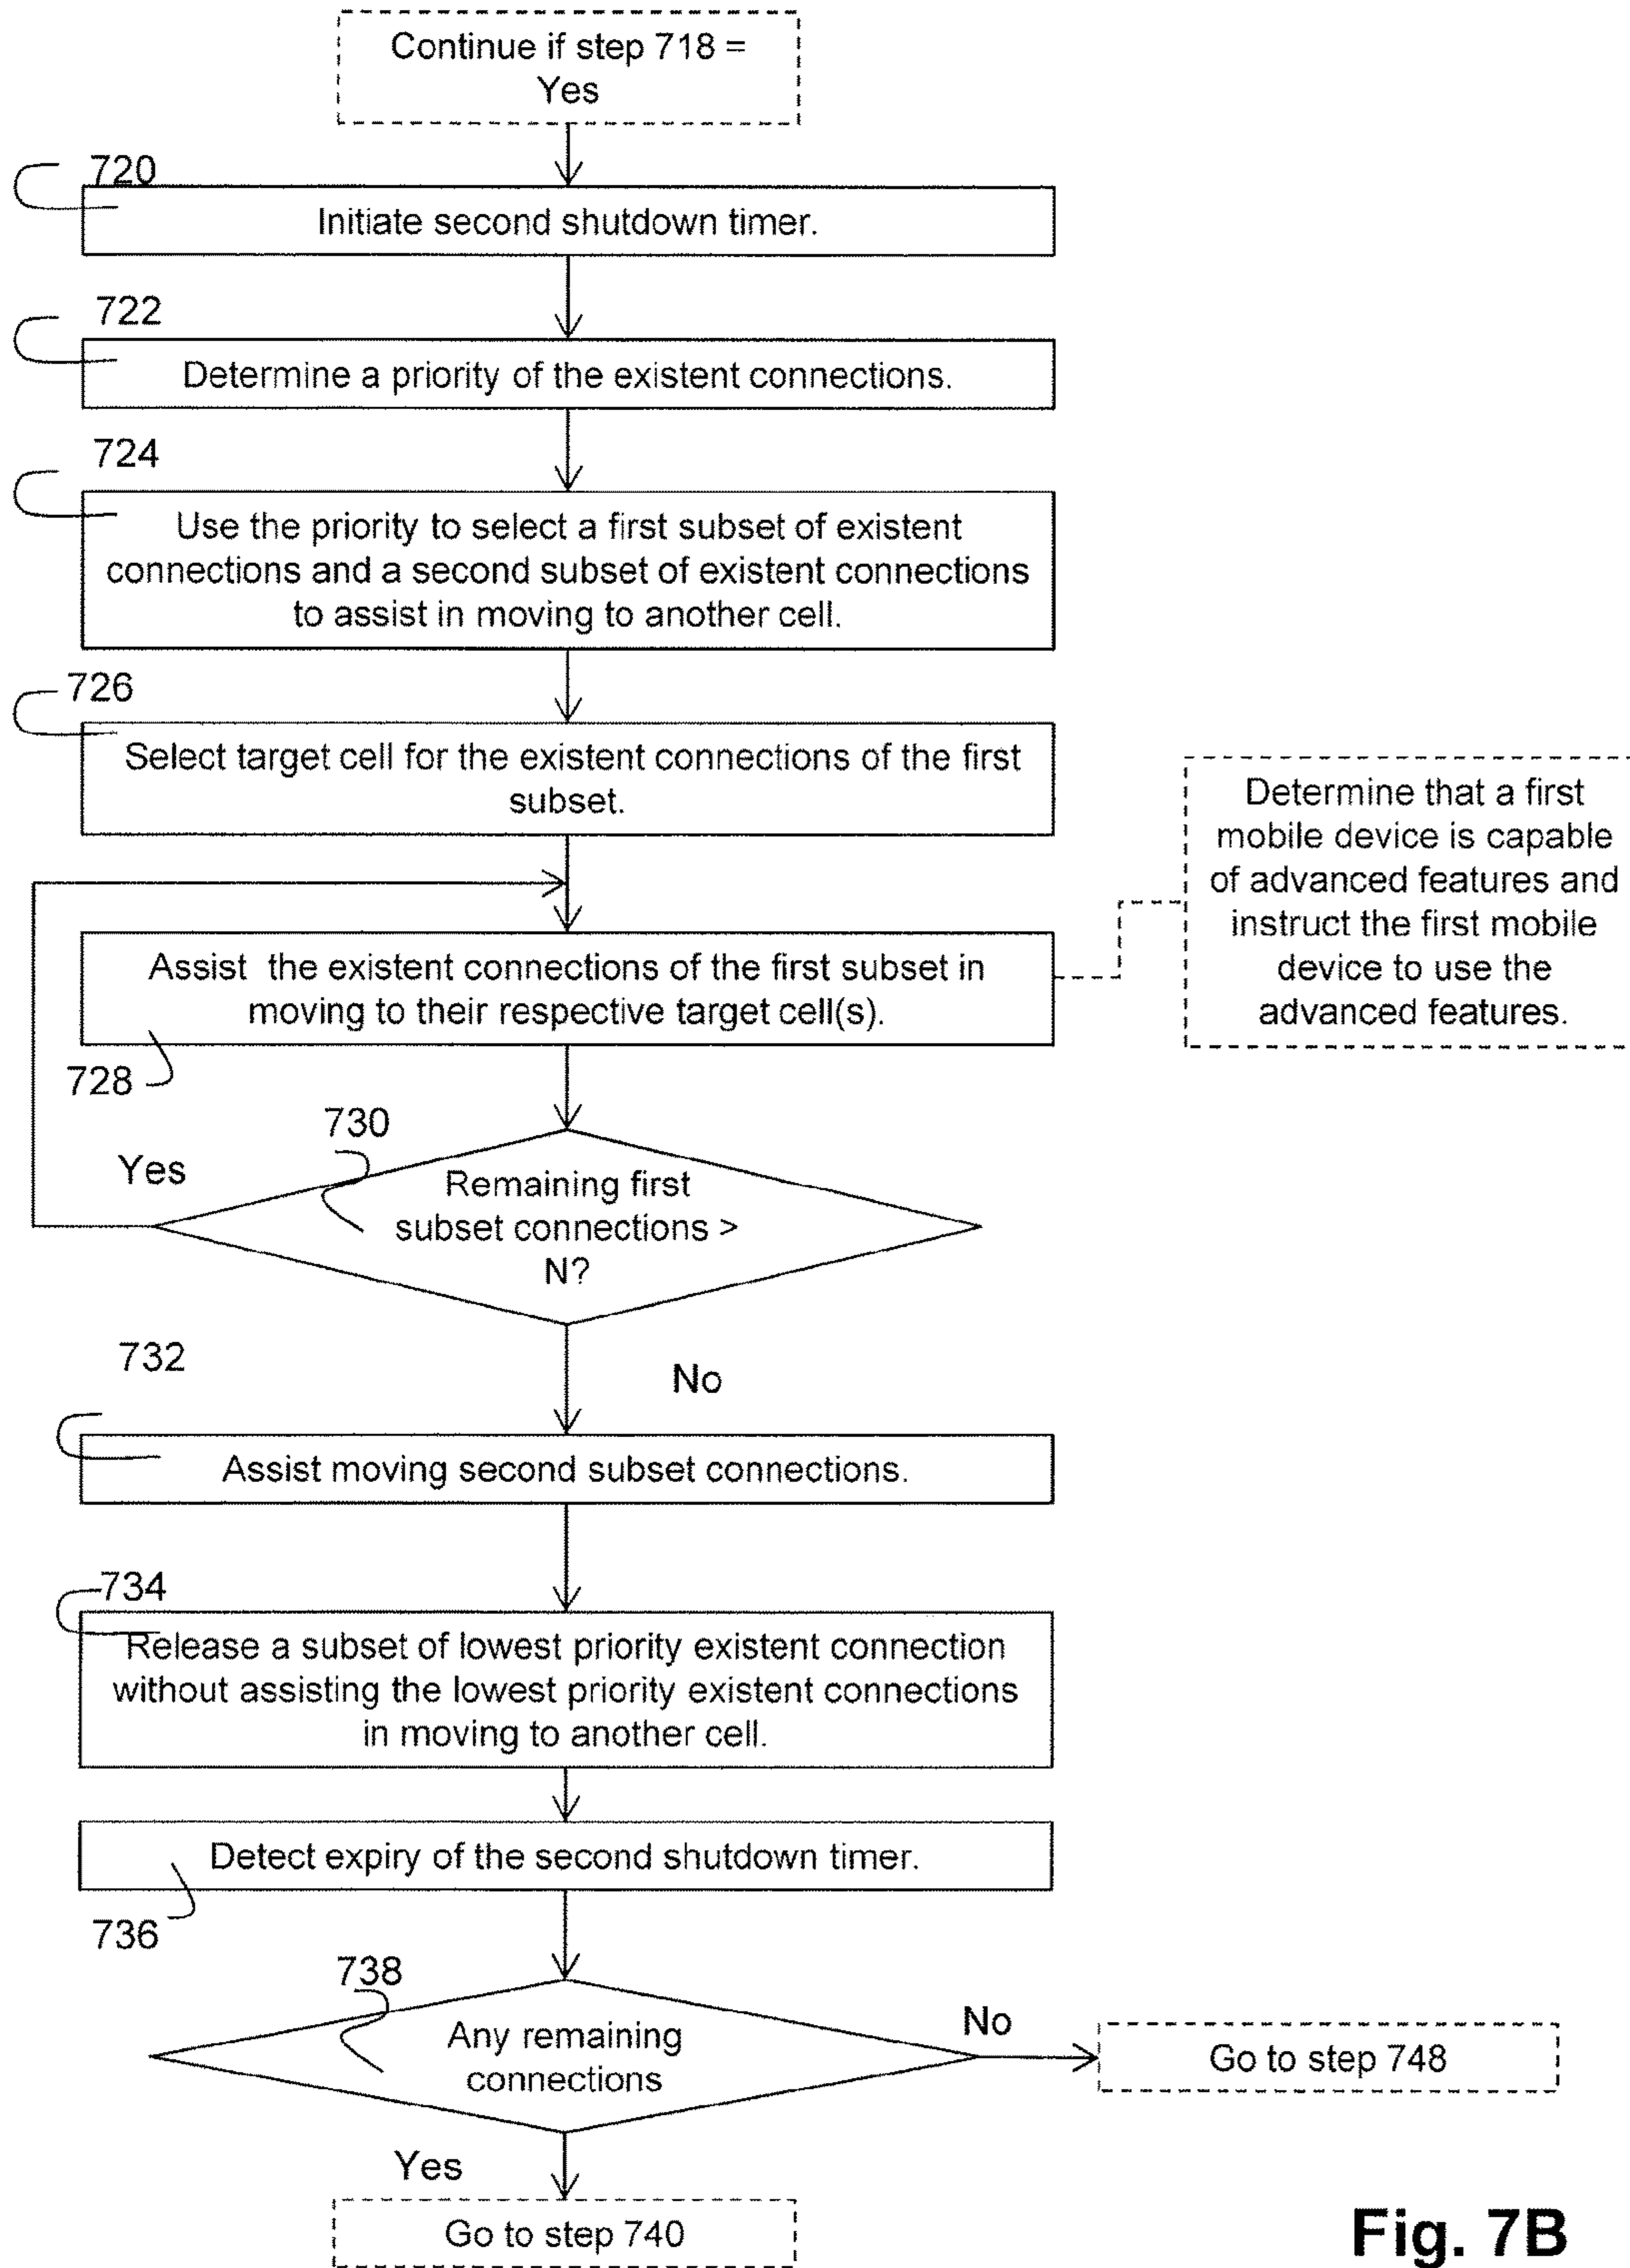 Continue if step 718 =
Yes
720
Initiate second shutdown timer.
722
Determine a priority of the existent connections.
724
Use the priority to select a first subset of existent
connections and a second subset of existent connections
to assist in moving to another cell.
726
Select target cell for the existent connections of the first
subset.
Determine that a first
mobile device is capable
of advanced features and
instruct the first mobile
device to use the
advanced features.
Assist the existent connections of the first subset in
moving to their respective target cell(s).
728
730
Yes
Remaining first
subset connections >
N?
732
No
Assist moving second subset connections.
734
Release a subset of lowest priority existent connection
without assisting the lowest priority existent connections
in moving to another cell.
Detect expiry of the second shutdown timer.
736
738
Any remaining
connections
No
Go to step 748
Yes
Go to step 740
Fig. 7B